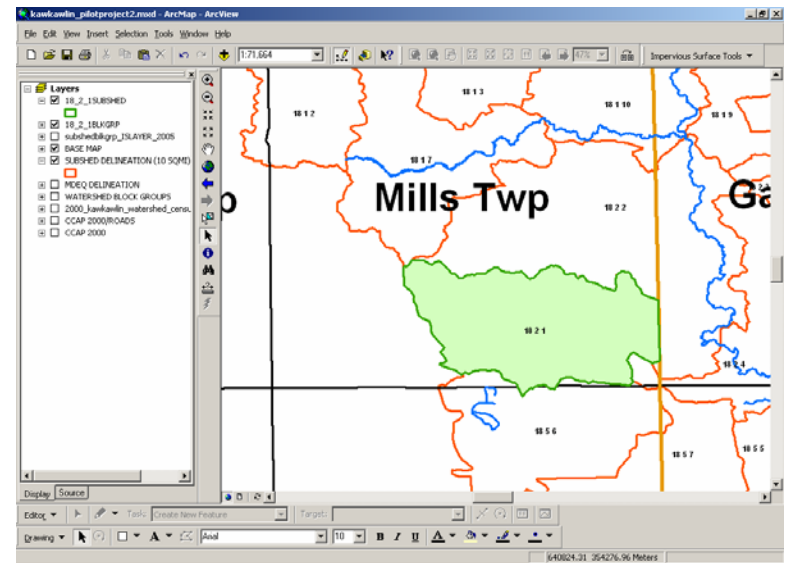 kawkawlin_pilotproject2.mxd - ArcMap - ArcView
File Edit View Insert Selection Tools Window Help
1:71,664
47%
Impervious Surface Tools
Layers
18_2_1SUBSHED
18_2_1BLKGRP
subshedblkgrp_ISLAYER_2005
BASE MAP
SUBSHED DELINEATION (10 SQMI)
MDEQ DELINEATION
WATERSHED BLOCK GROUPS
2000_kawkawlin_watershed_censu
CCAP 2000/ROADS
CCAP 2000
18 1 2
18 1 3
18 1 10
18 1 9
18 1 7
p
Mills Twp
18 2 2
Ga
18 2 1
18 2 4
18 5 6
18 5 7
18 5 5
Display Source
Editor Task: Create New Feature Target:
Drawing A Arial 10 B I U A
640824.31 354276.96 Meters